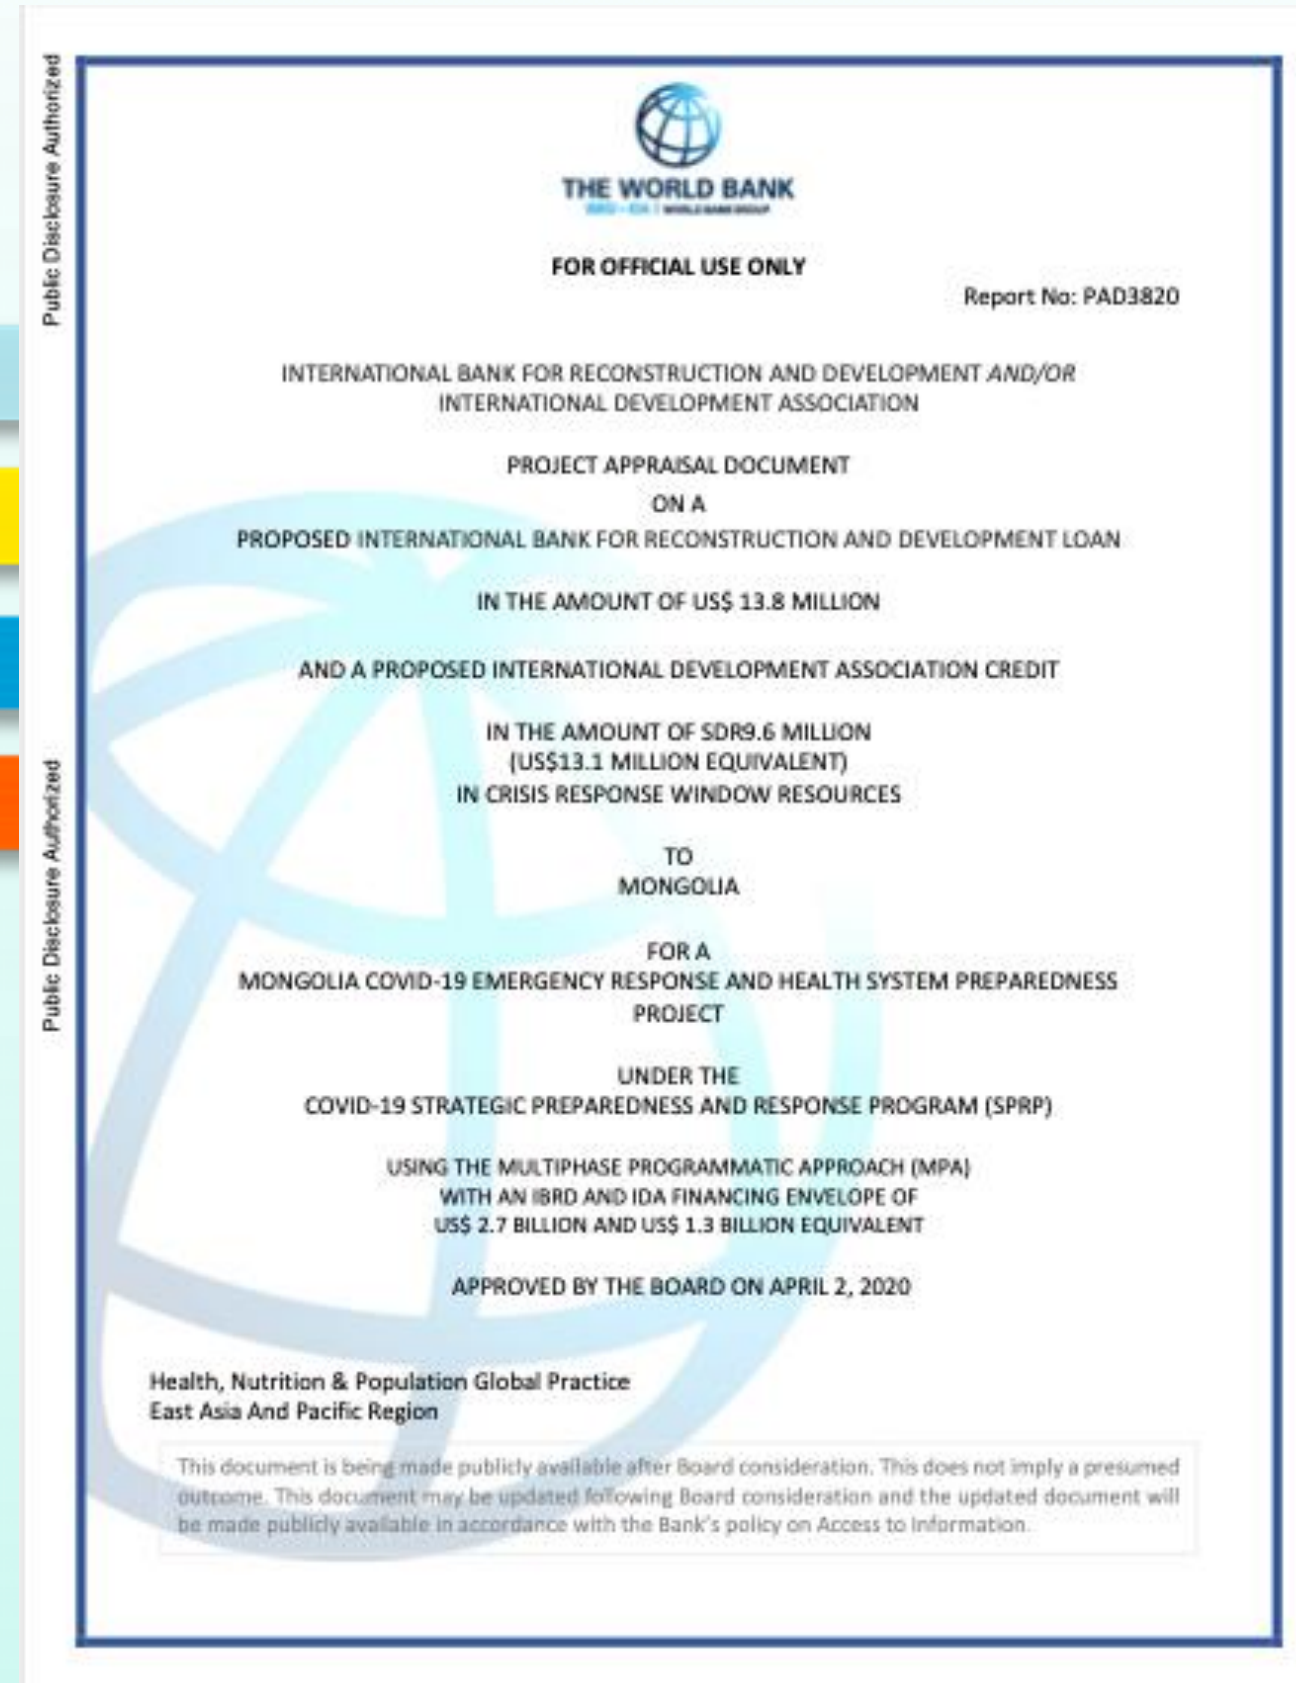 Public Disclosure Authorized
THE WORLD BANK
IBRD • IDA | WORLD BANK GROUP
FOR OFFICIAL USE ONLY
Report No: PAD3820
INTERNATIONAL BANK FOR RECONSTRUCTION AND DEVELOPMENT AND/OR
INTERNATIONAL DEVELOPMENT ASSOCIATION
PROJECT APPRAISAL DOCUMENT
ON A
PROPOSED INTERNATIONAL BANK FOR RECONSTRUCTION AND DEVELOPMENT LOAN
IN THE AMOUNT OF US$ 13.8 MILLION
AND A PROPOSED INTERNATIONAL DEVELOPMENT ASSOCIATION CREDIT
IN THE AMOUNT OF SDR9.6 MILLION
(US$13.1 MILLION EQUIVALENT)
IN CRISIS RESPONSE WINDOW RESOURCES
Public Disclosure Authorized
TO
MONGOLIA
FOR A
MONGOLIA COVID-19 EMERGENCY RESPONSE AND HEALTH SYSTEM PREPAREDNESS
PROJECT
UNDER THE
COVID-19 STRATEGIC PREPAREDNESS AND RESPONSE PROGRAM (SPRP)
USING THE MULTIPHASE PROGRAMMATIC APPROACH (MPA)
WITH AN IBRD AND IDA FINANCING ENVELOPE OF
US$ 2.7 BILLION AND US$ 1.3 BILLION EQUIVALENT
APPROVED BY THE BOARD ON APRIL 2, 2020
Health, Nutrition & Population Global Practice
East Asia And Pacific Region
This document is being made publicly available after Board consideration. This does not imply a presumed
outcome. This document may be updated following Board consideration and the updated document will
be made publicly available in accordance with the Bank's policy on Access to Information.